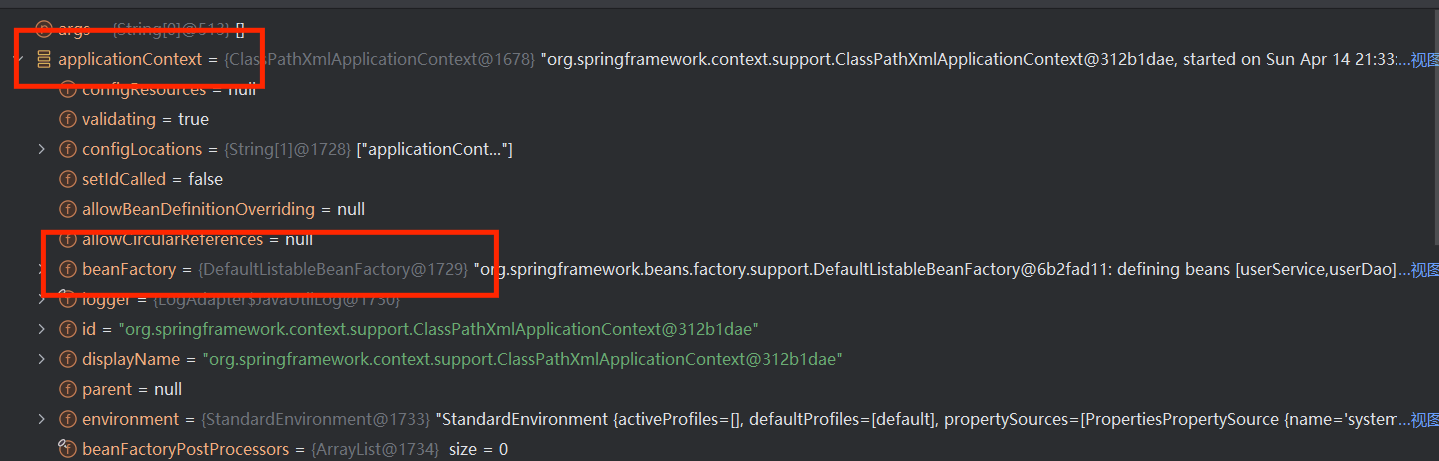 p args = {String[0]@513} []
applicationContext = {ClassPathXmlApplicationContext@1678} "org.springframework.context.support.ClassPathXmlApplicationContext@312b1dae, started on Sun Apr 14 21:33:...视图
f configResources = null
f validating = true
f configLocations = {String[1]@1728} ["applicationCont..."]
f setIdCalled = false
f allowBeanDefinitionOverriding = null
f allowCircularReferences = null
f beanFactory = {DefaultListableBeanFactory@1729} "org.springframework.beans.factory.support.DefaultListableBeanFactory@6b2fad11: defining beans [userService,userDao]...视图
f logger = {LogAdapter$JavaUtilLog@1730}
f id = "org.springframework.context.support.ClassPathXmlApplicationContext@312b1dae"
f displayName = "org.springframework.context.support.ClassPathXmlApplicationContext@312b1dae"
f parent = null
f environment = {StandardEnvironment@1733} "StandardEnvironment {activeProfiles=[], defaultProfiles=[default], propertySources=[PropertiesPropertySource {name='system...视图
f beanFactoryPostProcessors = {ArrayList@1734} size = 0